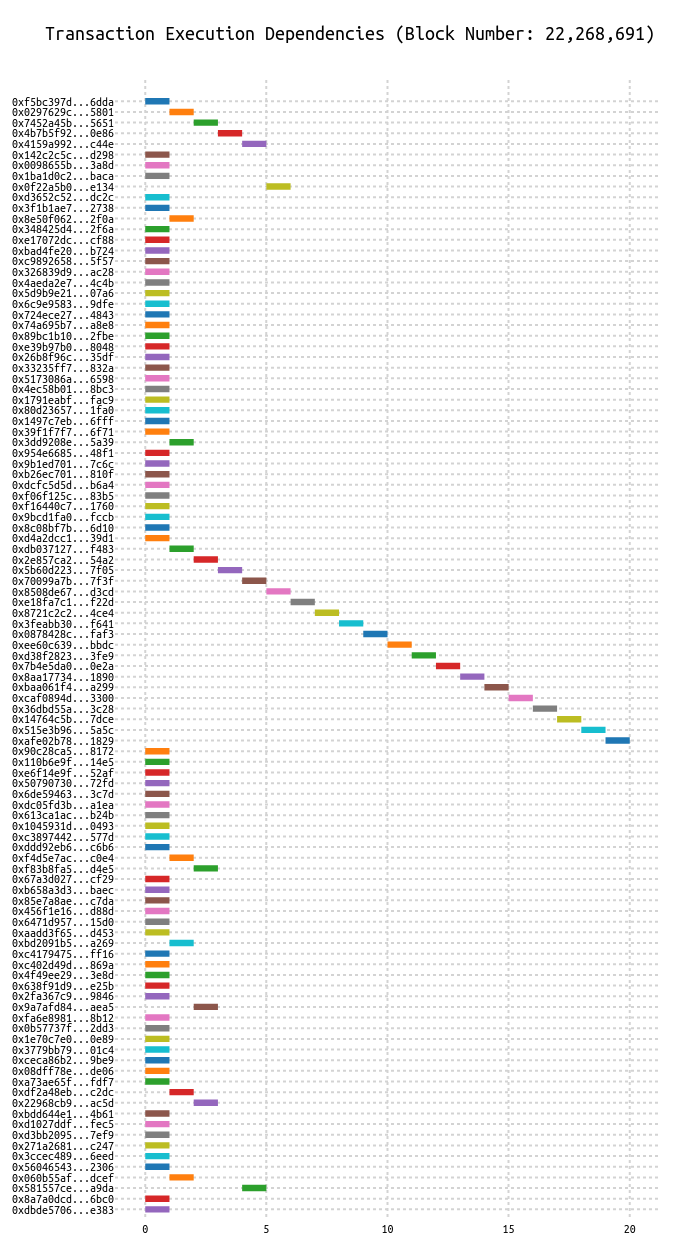 Transaction Execution Dependencies (Block Number: 22,268,691)
0xf5bc397d...6dda
0x0297629c...5801
0x7452a45b...5651
0x4b7b5f92...0e86
0x4159a992...c44e
0x142c2c5c...d298
0x0098655b...3a8d
0x1ba1d0c2...baca
0x0f22a5b0...e134
0xd3652c52...dc2c
0x3f1b1ae7...2738
0x8e50f062...2f0a
0x348425d4...2f6a
0xe17072dc...cf88
0xbad4fe20...b724
0xc9892658...5f57
0x326839d9...ac28
0x4aeda2e7...4c4b
0x5d9b9e21...07a6
0x6c9e9583...9dfe
0x724ece27...4843
0x74a695b7...a8e8
0x89bc1b10...2fbe
0xe39b97b0...8048
0x26b8f96c...35df
0x33235ff7...832a
0x5173086a...6598
0x4ec58b01...8bc3
0x1791eabf...fac9
0x80d23657...1fa0
0x1497c7eb...6fff
0x39f1f7f7...6f71
0x3dd9208e...5a39
0x954e6685...48f1
0x9b1ed701...7c6c
0xb26ec701...810f
0xdcfc5d5d...b6a4
0xf06f125c...83b5
0xf16440c7...1760
0x9bcd1fa0...fccb
0x8c08bf7b...6d10
0xd4a2dcc1...39d1
0xdb037127...f483
0x2e857ca2...54a2
0x5b60d223...7f05
0x70099a7b...7f3f
0x8508de67...d3cd
0xe18fa7c1...f22d
0x8721c2c2...4ce4
0x3feabb30...f641
0x0878428c...faf3
0xee60c639...bbdc
0xd38f2823...3fe9
0x7b4e5da0...0e2a
0x8aa17734...1890
0xbaa061f4...a299
0xcaf0894d...3300
0x36dbd55a...3c28
0x14764c5b...7dce
0x515e3b96...5a5c
0xafe02b78...1829
0x90c28ca5...8172
0x110b6e9f...14e5
0xe6f14e9f...52af
0x50790730...72fd
0x6de59463...3c7d
0xdc05fd3b...a1ea
0x613ca1ac...b24b
0x1045931d...0493
0xc3897442...577d
0xddd92eb6...c6b6
0xf4d5e7ac...c0e4
0xf83b8fa5...d4e5
0x67a3d027...cf29
0xb658a3d3...baec
0x85e7a8ae...c7da
0x456f1e16...d88d
0x6471d957...15d0
0xaadd3f65...d453
0xbd2091b5...a269
0xc4179475...ff16
0xc402d49d...869a
0x4f49ee29...3e8d
0x638f91d9...e25b
0x2fa367c9...9846
0x9a7afd84...aea5
0xfa6e8981...8b12
0x0b57737f...2dd3
0x1e70c7e0...0e89
0x3779bb79...01c4
0xceca86b2...9be9
0x08dff78e...de06
0xa73ae65f...fdf7
0xdf2a48eb...c2dc
0x22968cb9...ac5d
0xbdd644e1...4b61
0xd1027ddf...fec5
0xd3bb2095...7ef9
0x271a2681...c247
0x3ccec489...6eed
0x56046543...2306
0x060b55af...dcef
0x581557ce...a9da
0x8a7a0dcd...6bc0
0xdbde5706...e383
0 5 10 15 20